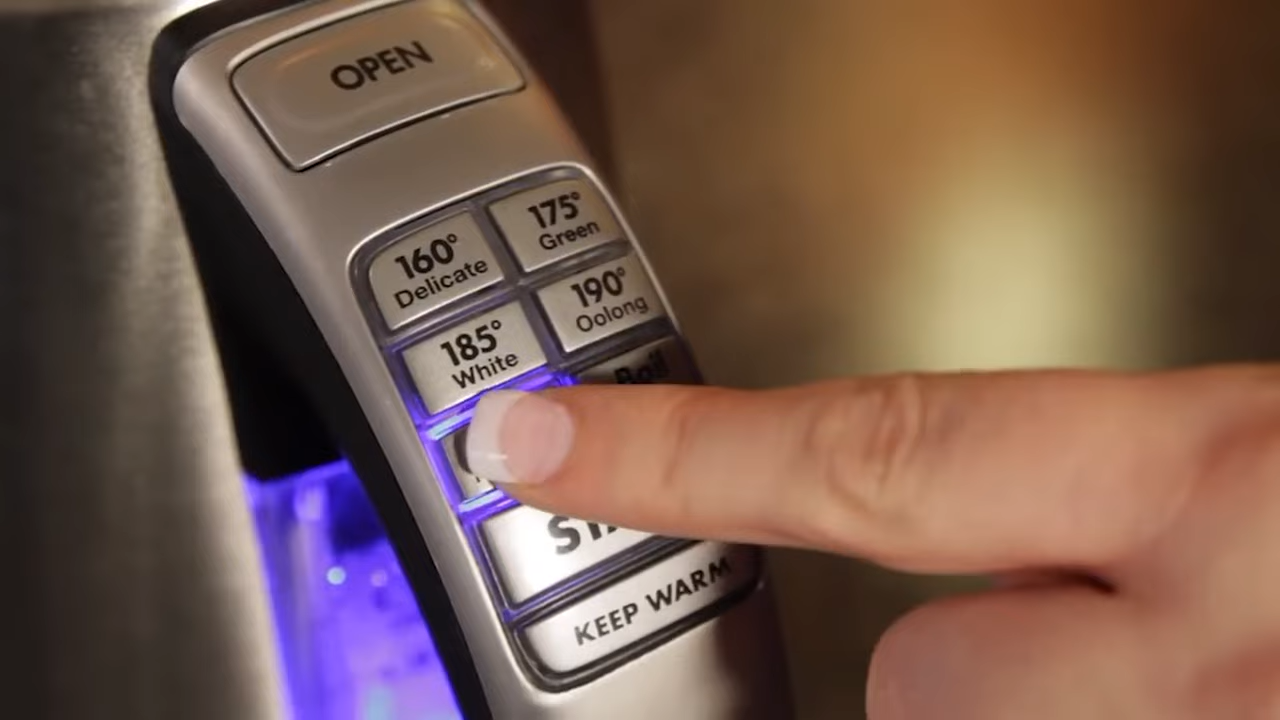 OPEN
160°
Delicate
175°
Green
185°
White
190°
Oolong
Boil
KEEP WARM